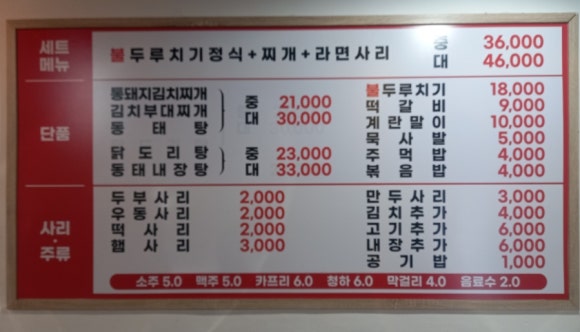 세트 메뉴
불두루치기정식+찌개+라면사리 중 36,000
대 46,000
단품
통돼지김치찌개
김치부대찌개
동태탕
중 21,000
대 30,000
닭도리탕
동태내장탕
중 23,000
대 33,000
불두루치기 18,000
떡갈비 9,000
계란말이 10,000
묵사발 5,000
주먹밥 4,000
볶음밥 4,000
사리·주류
두부사리 2,000
우동사리 2,000
떡사리 2,000
햄사리 3,000
만두사리 3,000
김치추가 4,000
고기추가 6,000
내장추가 6,000
공기밥 1,000
소주 5.0 맥주 5.0 카프리 6.0 청하 6.0 막걸리 4.0 음료수 2.0